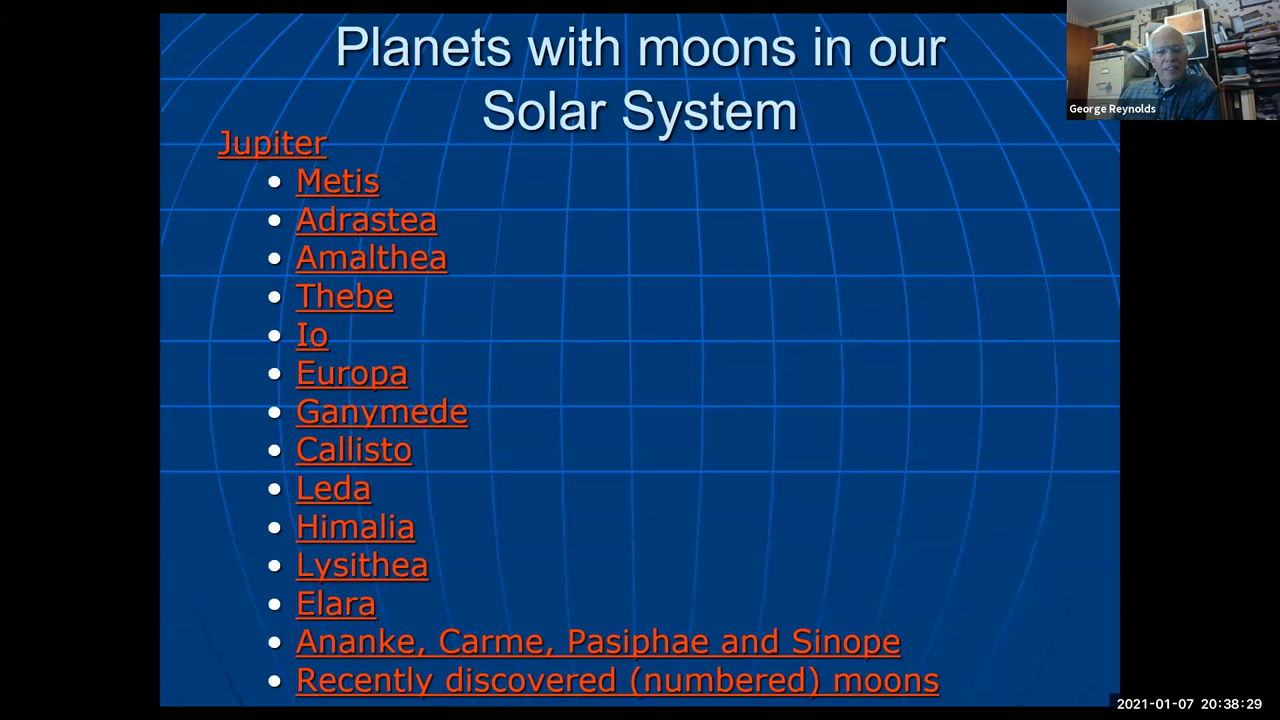 Planets with moons in our
Solar System
George Reynolds
Jupiter
• Metis
• Adrastea
• Amalthea
• Thebe
• Io
• Europa
• Ganymede
• Callisto
• Leda
• Himalia
• Lysithea
• Elara
• Ananke, Carme, Pasiphae and Sinope
• Recently discovered (numbered) moons
2021-01-07 20:38:29